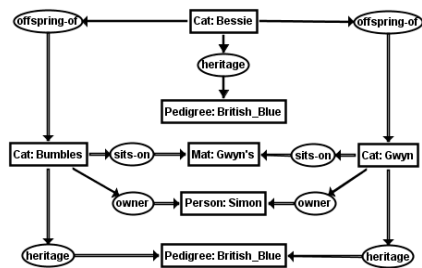 offspring-of
Cat: Bessie
offspring-of
heritage
Pedigree: British_Blue
Cat: Bumbles
sits-on
Mat: Gwyn's
sits-on
Cat: Gwyn
owner
Person: Simon
owner
heritage
Pedigree: British_Blue
heritage